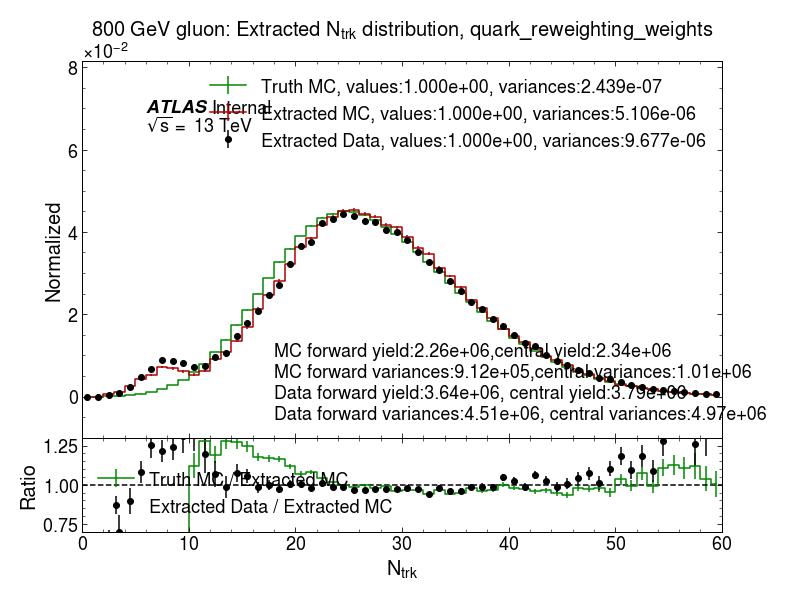 800 GeV gluon: Extracted Ntrk distribution, quark_reweighting_weights
×10−2
Truth MC, values:1.000e+00, variances:2.439e-07
ATLAS Internal
Extracted MC, values:1.000e+00, variances:5.106e-06
√s = 13 TeV
Extracted Data, values:1.000e+00, variances:9.677e-06
8
6
4
2
0
Normalized
MC forward yield:2.26e+06,central yield:2.34e+06
MC forward variances:9.12e+05,central variances:1.01e+06
Data forward yield:3.64e+06, central yield:3.79e+06
Data forward variances:4.51e+06, central variances:4.97e+06
1.25
1.00
0.75
Ratio
Truth MC / Extracted MC
Extracted Data / Extracted MC
0 10 20 30 40 50 60
Ntrk